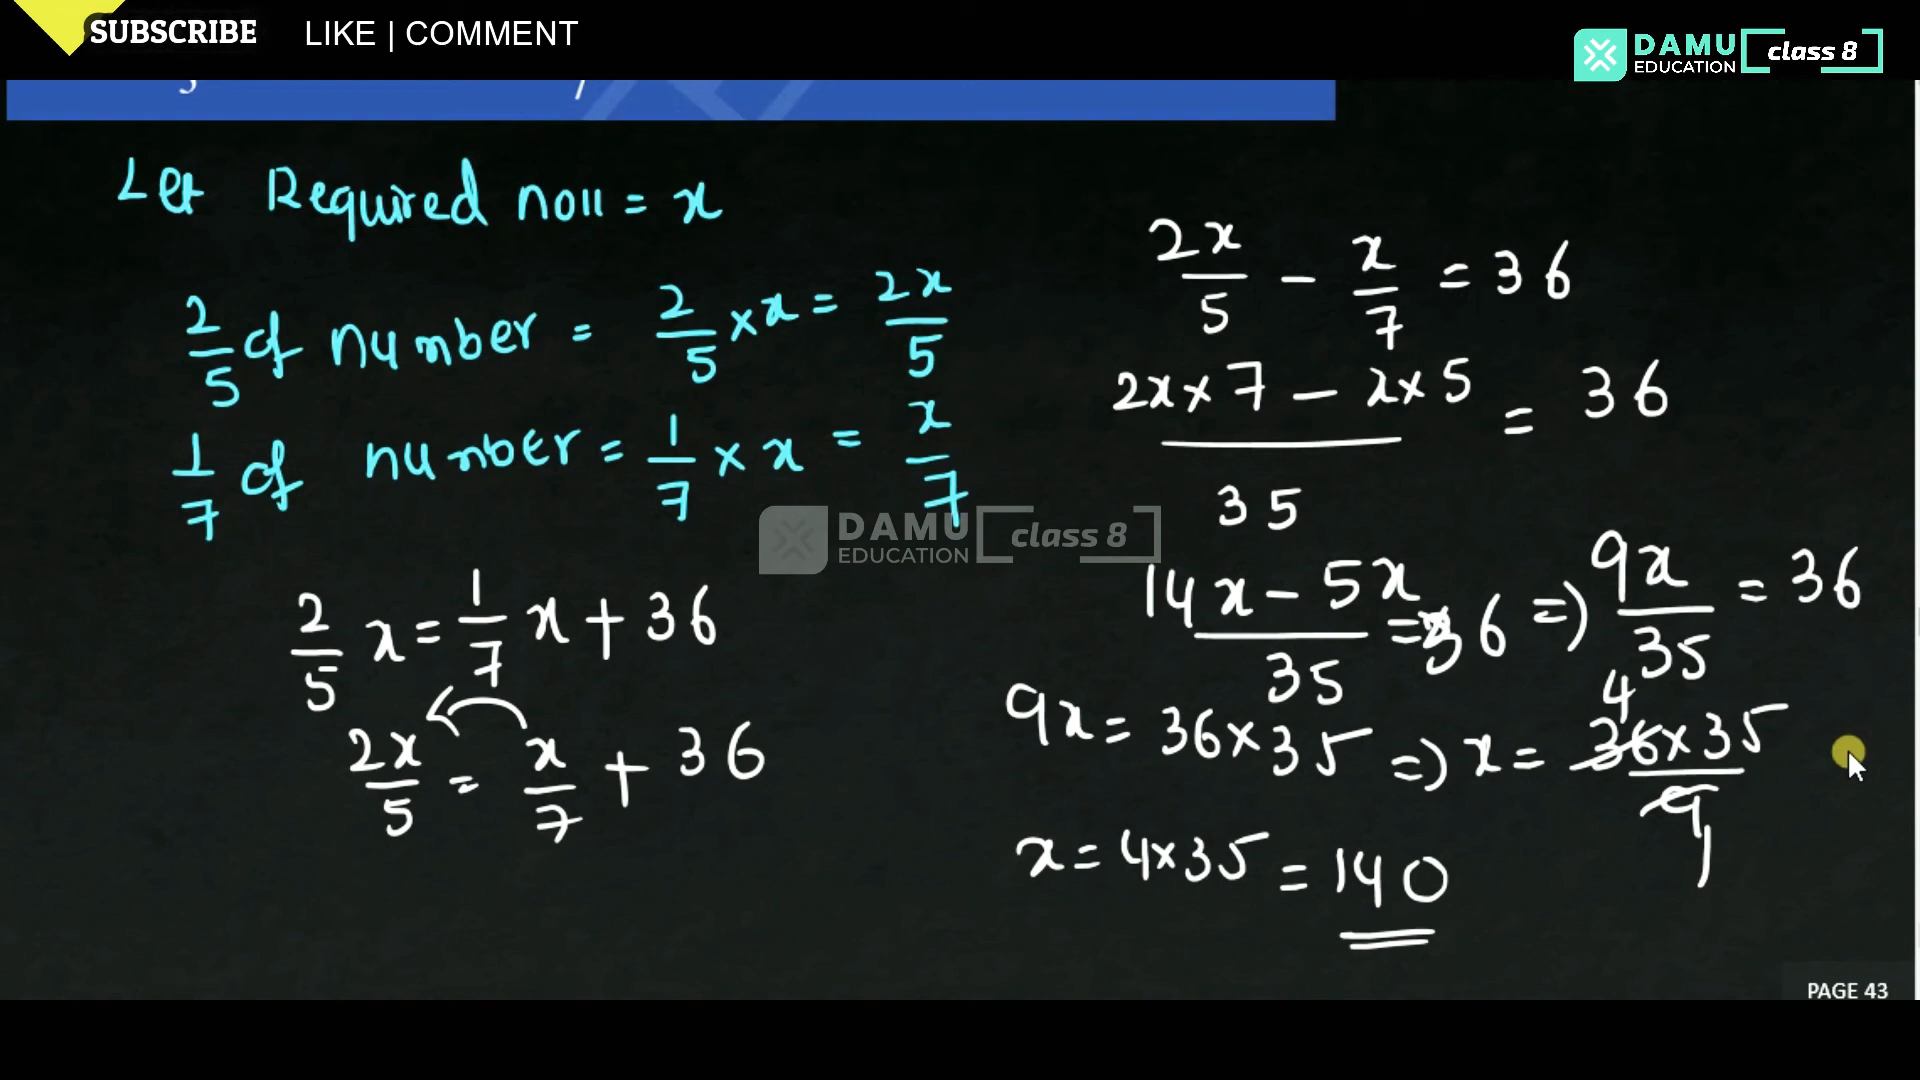 SUBSCRIBE LIKE | COMMENT
DAMU EDUCATION class 8
Let Required no = x
2/5 of number = 2/5 × x = 2x/5
1/7 of number = 1/7 × x = x/7
2/5 x = 1/7 x + 36
2x/5 = x/7 + 36
2x/5 - x/7 = 36
2x × 7 - x × 5 / 35 = 36
14x - 5x / 35 = 36 => 9x/35 = 36
9x = 36 × 35 => x = 36 × 35 / 9
4
1
x = 4 × 35 = 140
DAMU EDUCATION class 8
PAGE 43